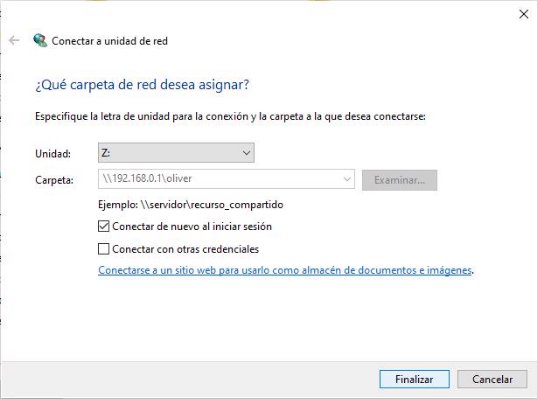 Conectar a unidad de red
¿Qué carpeta de red desea asignar?
Especifique la letra de unidad para la conexión y la carpeta a la que desea conectarse:
Unidad: Z:
Carpeta: \\192.168.0.1\oliver Examinar...
Ejemplo: \\servidor\recurso_compartido
Conectar de nuevo al iniciar sesión
Conectar con otras credenciales
Conectarse a un sitio web para usarlo como almacén de documentos e imágenes.
Finalizar Cancelar